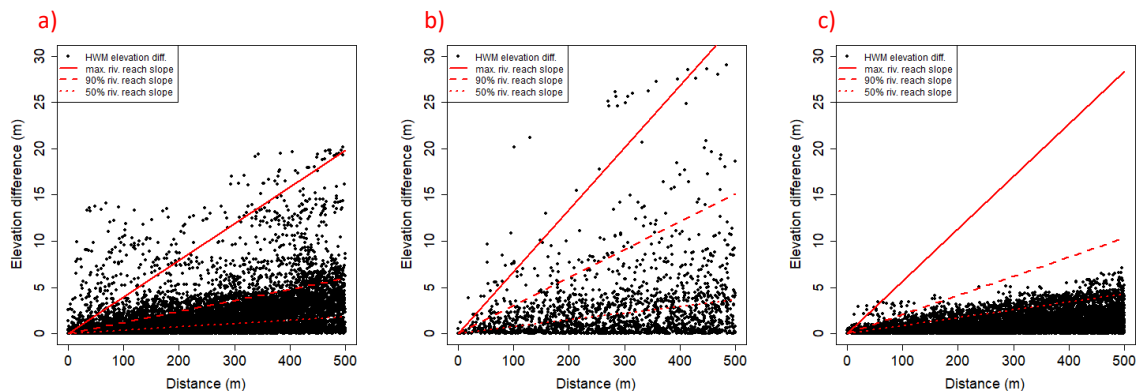 a)
HWM elevation diff.
max. riv. reach slope
90% riv. reach slope
50% riv. reach slope
Elevation difference (m)
30
25
20
15
10
5
0
0 100 200 300 400 500
Distance (m)
b)
HWM elevation diff.
max. riv. reach slope
90% riv. reach slope
50% riv. reach slope
Elevation difference (m)
30
25
20
15
10
5
0
0 100 200 300 400 500
Distance (m)
c)
HWM elevation diff.
max. riv. reach slope
90% riv. reach slope
50% riv. reach slope
Elevation difference (m)
30
25
20
15
10
5
0
0 100 200 300 400 500
Distance (m)